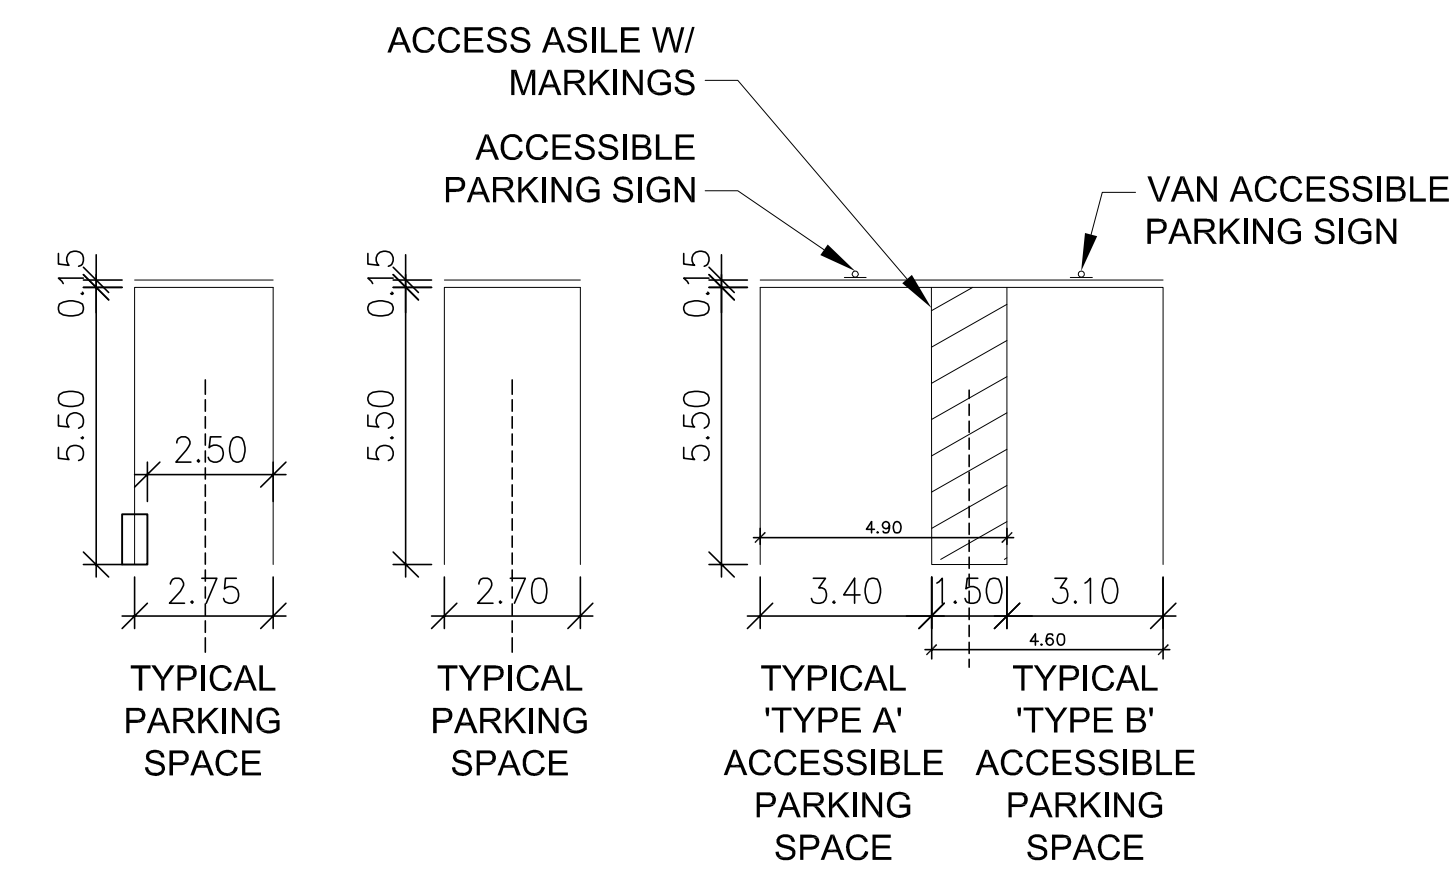 ACCESS ASILE W/
MARKINGS
ACCESSIBLE
PARKING SIGN
VAN ACCESSIBLE
PARKING SIGN
0.15
5.50
2.50
2.75
TYPICAL
PARKING
SPACE
0.15
5.50
2.70
TYPICAL
PARKING
SPACE
0.15
5.50
4.90
3.40
1.50
3.10
4.60
TYPICAL
'TYPE A'
ACCESSIBLE
PARKING
SPACE
TYPICAL
'TYPE B'
ACCESSIBLE
PARKING
SPACE